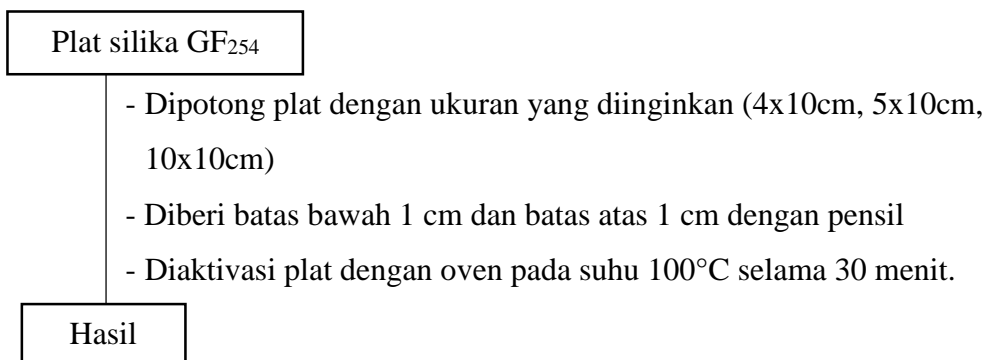 Plat silika GF₂₅₄
- Dipotong plat dengan ukuran yang diinginkan (4x10cm, 5x10cm,
10x10cm)
- Diberi batas bawah 1 cm dan batas atas 1 cm dengan pensil
- Diaktivasi plat dengan oven pada suhu 100°C selama 30 menit.
Hasil